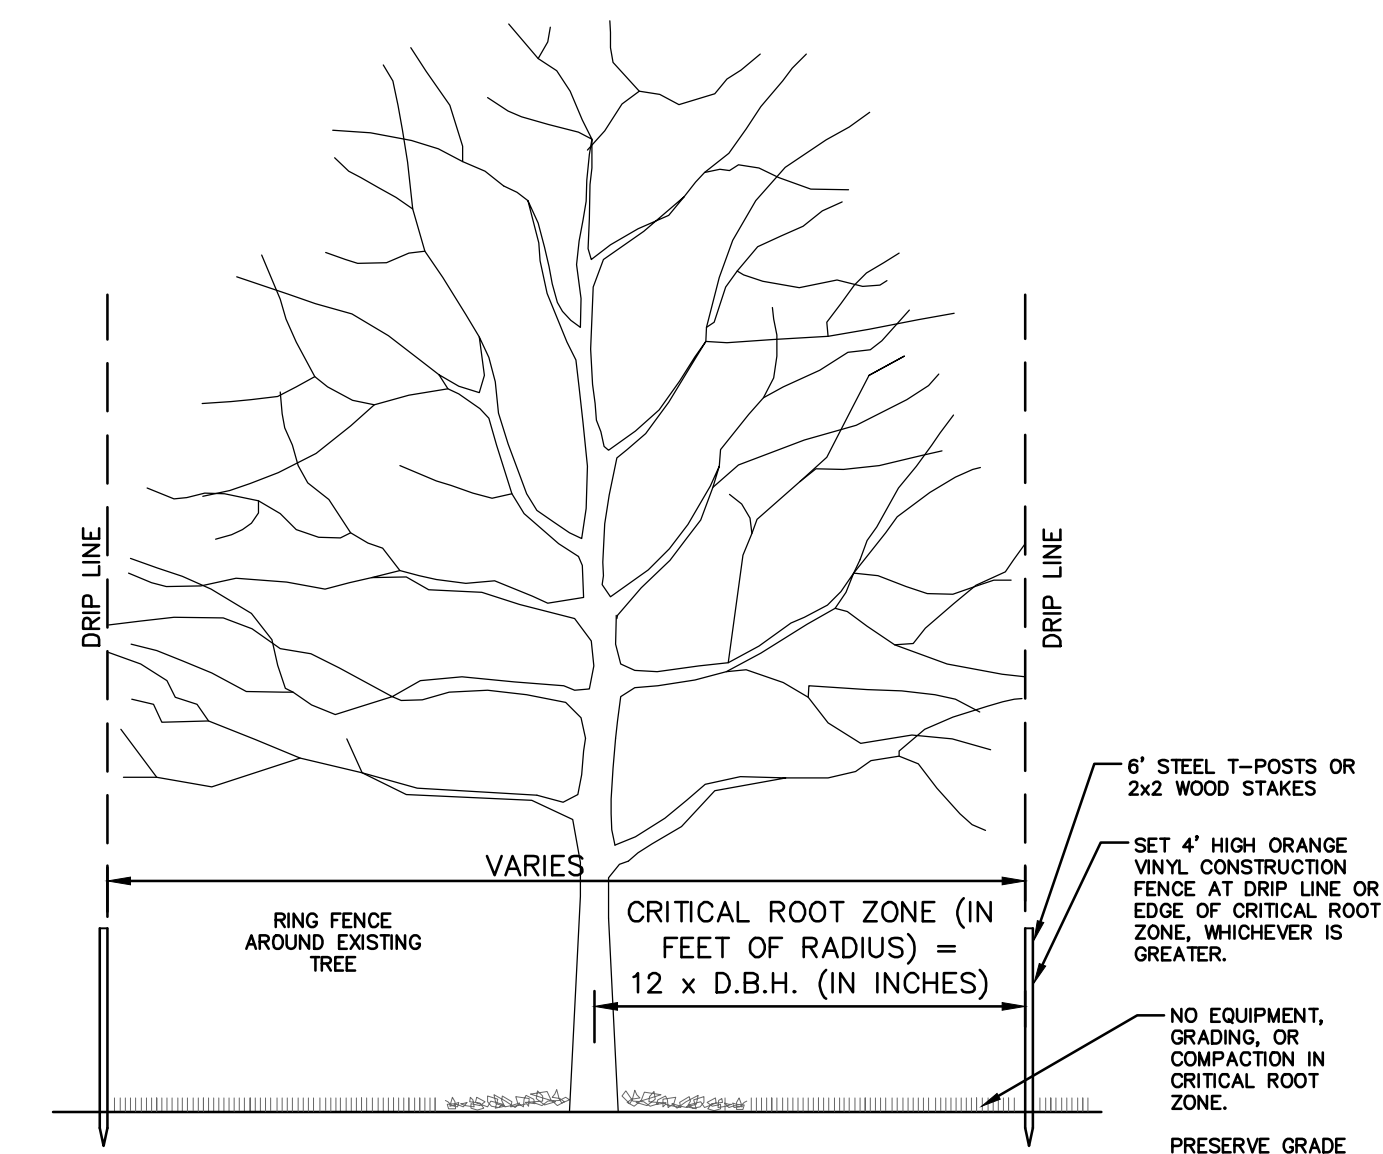 DRIP LINE
DRIP LINE
6' STEEL T-POSTS OR
2x2 WOOD STAKES
SET 4' HIGH ORANGE
VINYL CONSTRUCTION
FENCE AT DRIP LINE OR
EDGE OF CRITICAL ROOT
ZONE, WHICHEVER IS
GREATER.
VARIES
RING FENCE
AROUND EXISTING
TREE
CRITICAL ROOT ZONE (IN
FEET OF RADIUS) =
12 x D.B.H. (IN INCHES)
NO EQUIPMENT,
GRADING, OR
COMPACTION IN
CRITICAL ROOT
ZONE.
PRESERVE GRADE